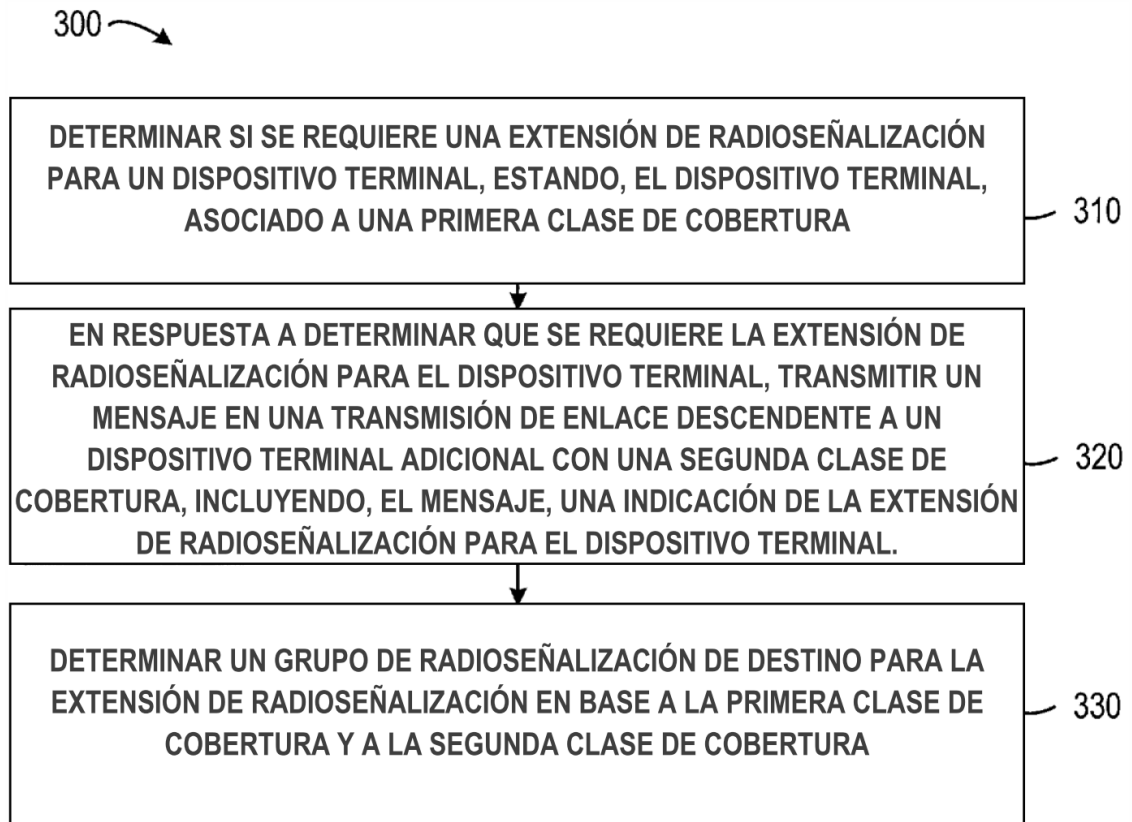 300
DETERMINAR SI SE REQUIERE UNA EXTENSIÓN DE RADIOSEÑALIZACIÓN
PARA UN DISPOSITIVO TERMINAL, ESTANDO, EL DISPOSITIVO TERMINAL,
ASOCIADO A UNA PRIMERA CLASE DE COBERTURA
310
EN RESPUESTA A DETERMINAR QUE SE REQUIERE LA EXTENSIÓN DE
RADIOSEÑALIZACIÓN PARA EL DISPOSITIVO TERMINAL, TRANSMITIR UN
MENSAJE EN UNA TRANSMISIÓN DE ENLACE DESCENDENTE A UN
DISPOSITIVO TERMINAL ADICIONAL CON UNA SEGUNDA CLASE DE
COBERTURA, INCLUYENDO, EL MENSAJE, UNA INDICACIÓN DE LA EXTENSIÓN
DE RADIOSEÑALIZACIÓN PARA EL DISPOSITIVO TERMINAL.
320
DETERMINAR UN GRUPO DE RADIOSEÑALIZACIÓN DE DESTINO PARA LA
EXTENSIÓN DE RADIOSEÑALIZACIÓN EN BASE A LA PRIMERA CLASE DE
COBERTURA Y A LA SEGUNDA CLASE DE COBERTURA
330